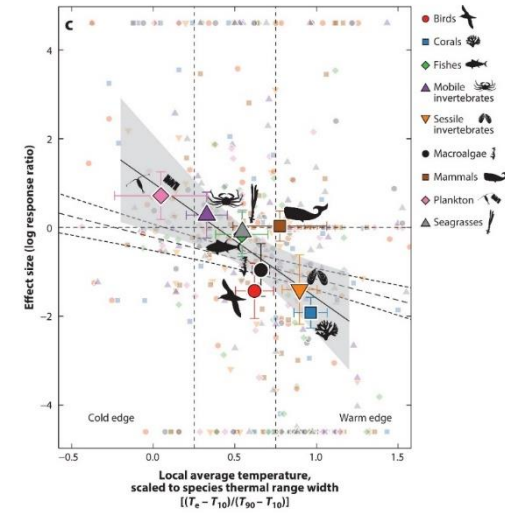 c
4
2
0
−2
−4
−0.5
0.0
0.5
1.0
1.5
Effect size (log response ratio)
Cold edge
Warm edge
Local average temperature,
scaled to species thermal range width
[(Te − T10)/(T90 − T10)]
Birds
Corals
Fishes
Mobile
invertebrates
Sessile
invertebrates
Macroalgae
Mammals
Plankton
Seagrasses